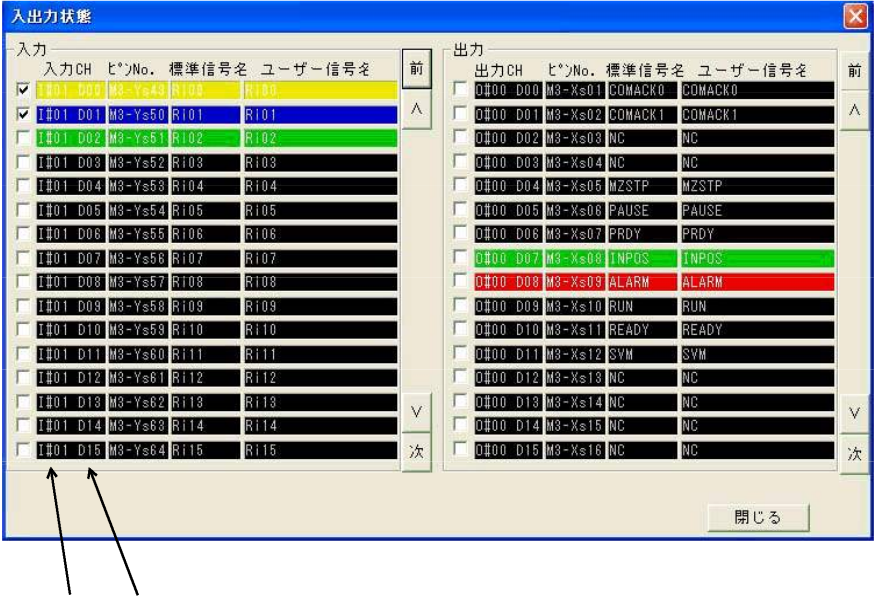 入出力状態
入力
入力CH ピンNo. 標準信号名 ユーザー信号名
I#01 D00 M3-Ys49 Ri00 Ri00
I#01 D01 M3-Ys50 Ri01 Ri01
I#01 D02 M3-Ys51 Ri02 Ri02
I#01 D03 M3-Ys52 Ri03 Ri03
I#01 D04 M3-Ys53 Ri04 Ri04
I#01 D05 M3-Ys54 Ri05 Ri05
I#01 D06 M3-Ys55 Ri06 Ri06
I#01 D07 M3-Ys56 Ri07 Ri07
I#01 D08 M3-Ys57 Ri08 Ri08
I#01 D09 M3-Ys58 Ri09 Ri09
I#01 D10 M3-Ys59 Ri10 Ri10
I#01 D11 M3-Ys60 Ri11 Ri11
I#01 D12 M3-Ys61 Ri12 Ri12
I#01 D13 M3-Ys62 Ri13 Ri13
I#01 D14 M3-Ys63 Ri14 Ri14
I#01 D15 M3-Ys64 Ri15 Ri15
前
∧
∨
次
出力
出力CH ピンNo. 標準信号名 ユーザー信号名
O#00 D00 M3-Xs01 COMACK0 COMACK0
O#00 D01 M3-Xs02 COMACK1 COMACK1
O#00 D02 M3-Xs03 NC NC
O#00 D03 M3-Xs04 NC NC
O#00 D04 M3-Xs05 MZSTP MZSTP
O#00 D05 M3-Xs06 PAUSE PAUSE
O#00 D06 M3-Xs07 PRDY PRDY
O#00 D07 M3-Xs08 INPOS INPOS
O#00 D08 M3-Xs09 ALARM ALARM
O#00 D09 M3-Xs10 RUN RUN
O#00 D10 M3-Xs11 READY READY
O#00 D11 M3-Xs12 SVM SVM
O#00 D12 M3-Xs13 NC NC
O#00 D13 M3-Xs14 NC NC
O#00 D14 M3-Xs15 NC NC
O#00 D15 M3-Xs16 NC NC
前
∧
∨
次
閉じる